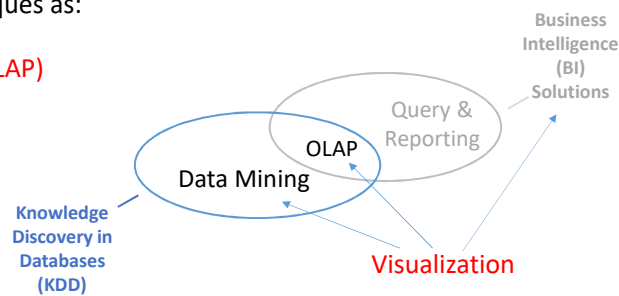 ques as:
LAP)
Business
Intelligence
(BI)
Solutions
Query &
Reporting
OLAP
Data Mining
Knowledge
Discovery in
Databases
(KDD)
Visualization